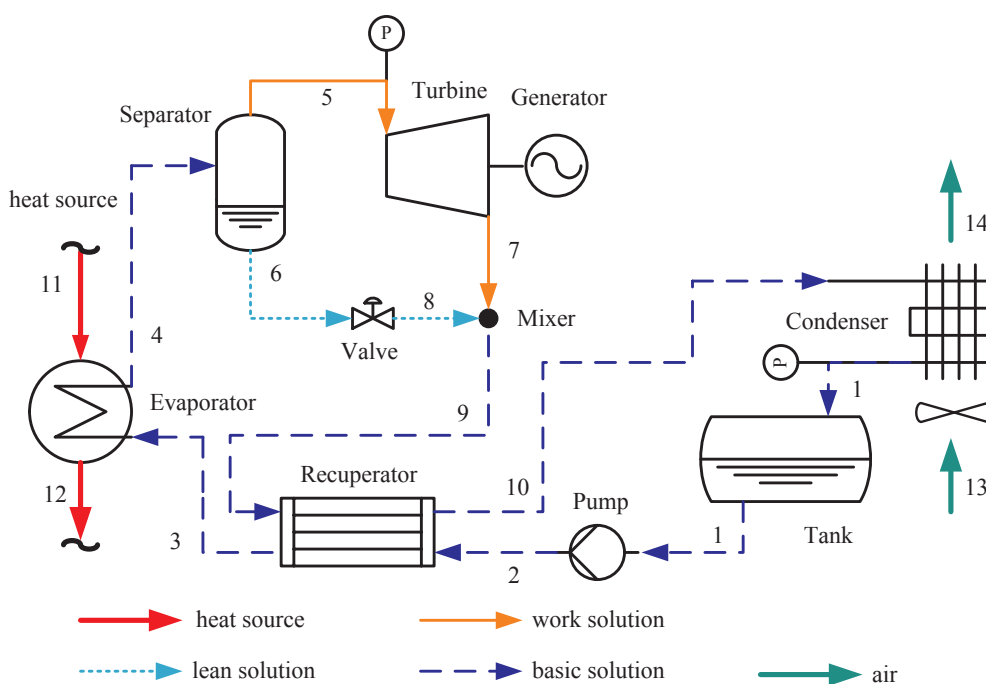 P
5
Turbine
Generator
Separator
heat source
14
11
4
6
7
8
Mixer
Valve
Condenser
P
1
Evaporator
9
12
Recuperator
10
Pump
13
3
2
1
Tank
heat source
work solution
lean solution
basic solution
air